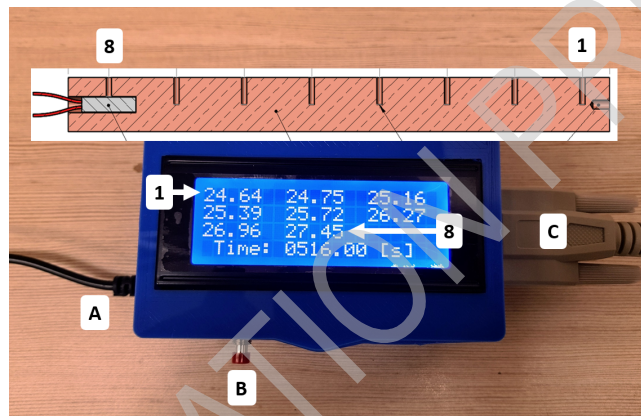 8 1
1 24.64 24.75 25.16
25.39 25.72 26.27
26.96 27.45 8
Time: 0516.00 [s]
A
B
C